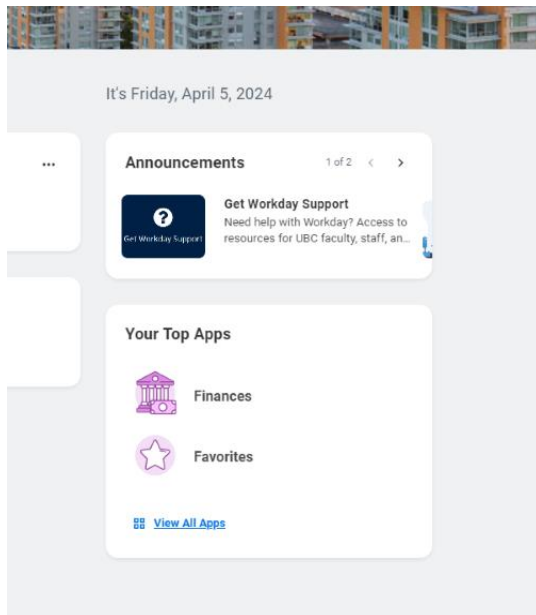 It's Friday, April 5, 2024
Announcements
1 of 2
Get Workday Support
Get Workday Support
Need help with Workday? Access to
resources for UBC faculty, staff, an...
Your Top Apps
Finances
Favorites
View All Apps